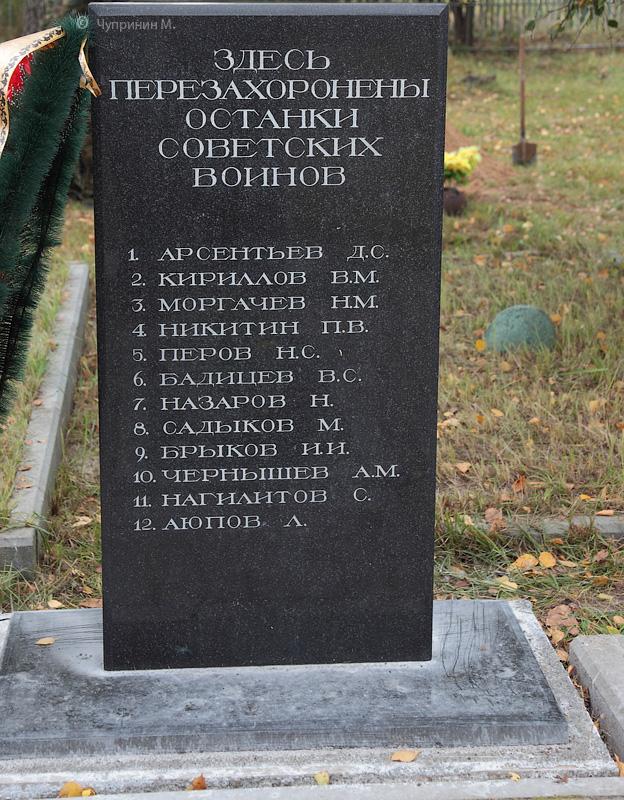 © Чупринин М.
ЗДЕСЬ
ПЕРЕЗАХОРОНЕНЫ
ОСТАНКИ
СОВЕТСКИХ
ВОИНОВ
1. АРСЕНТЬЕВ Д.С.
2. КИРИЛЛОВ В.М.
3. МОРГАЧЕВ Н.М.
4. НИКИТИН П.В.
5. ПЕРОВ Н.С.
6. БАДИЦЕВ В.С.
7. НАЗАРОВ Н.
8. САДЫКОВ М.
9. БРЫКОВ И.И.
10. ЧЕРНЫШЕВ А.М.
11. НАГИЛИТОВ С.
12. АЮПОВ Л.